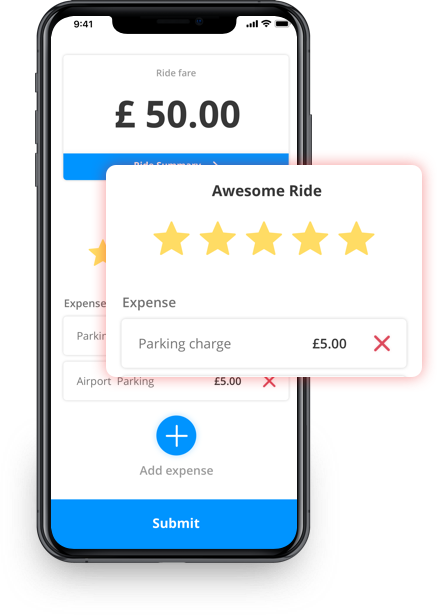 9:41
Ride fare
£ 50.00
Ride Summary
Awesome Ride
Expense
Expense
Parking charge £5.00
Parkin
Airport Parking £5.00
Add expense
Submit